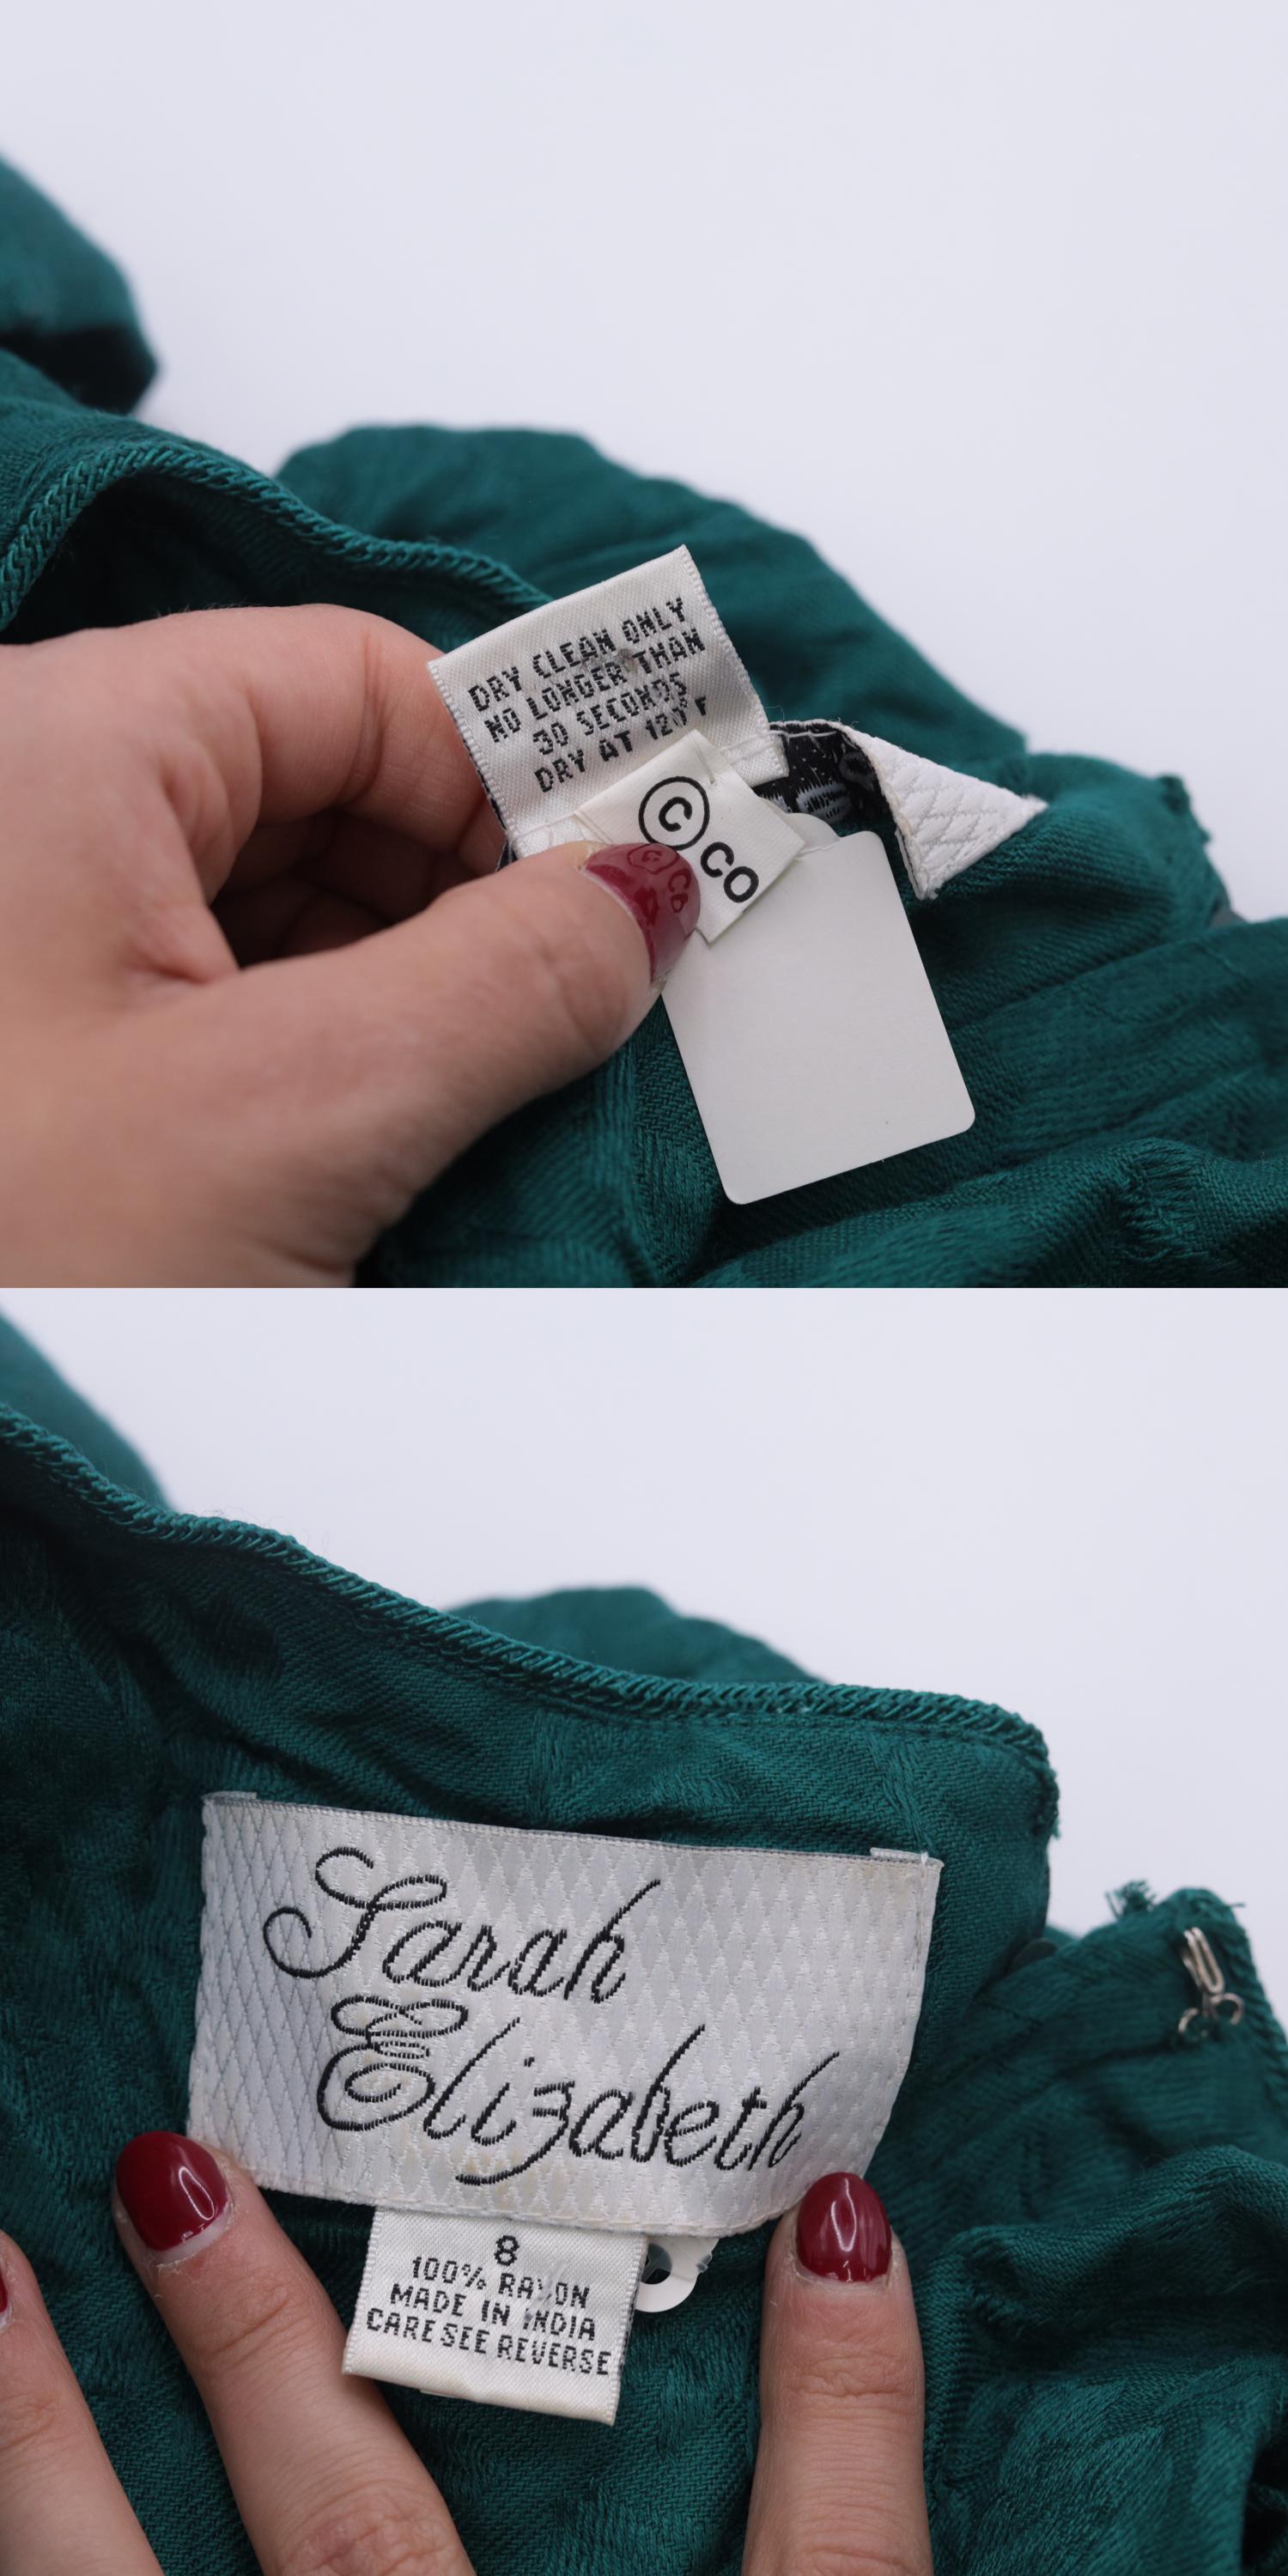 DRY CLEAN ONLY
NO LONGER THAN
30 SECONDS
DRY AT 120°F
© CO
Sarah
Elizabeth
8
100% RAYON
MADE IN INDIA
CARE SEE REVERSE